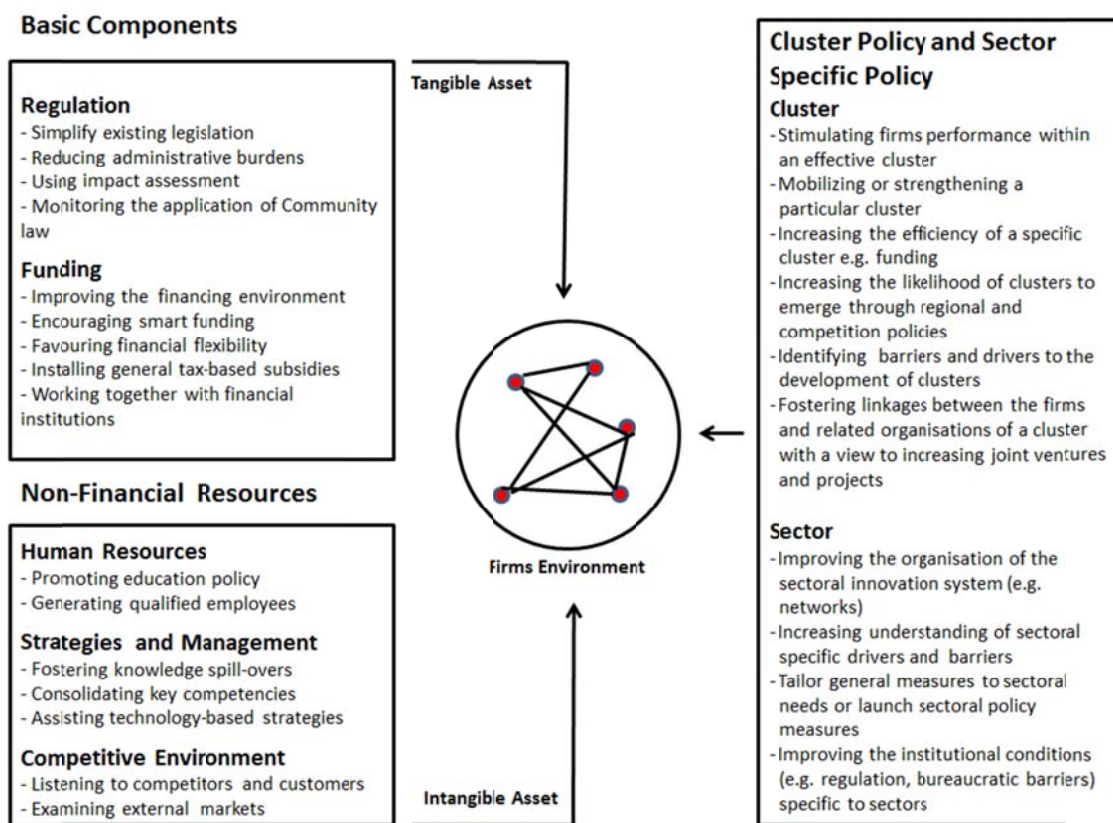 Basic Components
Regulation
- Simplify existing legislation
- Reducing administrative burdens
- Using impact assessment
- Monitoring the application of Community
law
Funding
- Improving the financing environment
- Encouraging smart funding
- Favouring financial flexibility
- Installing general tax-based subsidies
- Working together with financial
institutions
Non-Financial Resources
Human Resources
- Promoting education policy
- Generating qualified employees
Strategies and Management
- Fostering knowledge spill-overs
- Consolidating key competencies
- Assisting technology-based strategies
Competitive Environment
- Listening to competitors and customers
- Examining external markets
Tangible Asset
Firms Environment
Intangible Asset
Cluster Policy and Sector
Specific Policy
Cluster
-Stimulating firms performance within
an effective cluster
-Mobilizing or strengthening a
particular cluster
-Increasing the efficiency of a specific
cluster e.g. funding
-Increasing the likelihood of clusters to
emerge through regional and
competition policies
-Identifying barriers and drivers to the
development of clusters
-Fostering linkages between the firms
and related organisations of a cluster
with a view to increasing joint ventures
and projects
Sector
-Improving the organisation of the
sectoral innovation system (e.g.
networks)
-Increasing understanding of sectoral
specific drivers and barriers
-Tailor general measures to sectoral
needs or launch sectoral policy
measures
-Improving the institutional conditions
(e.g. regulation, bureaucratic barriers)
specific to sectors